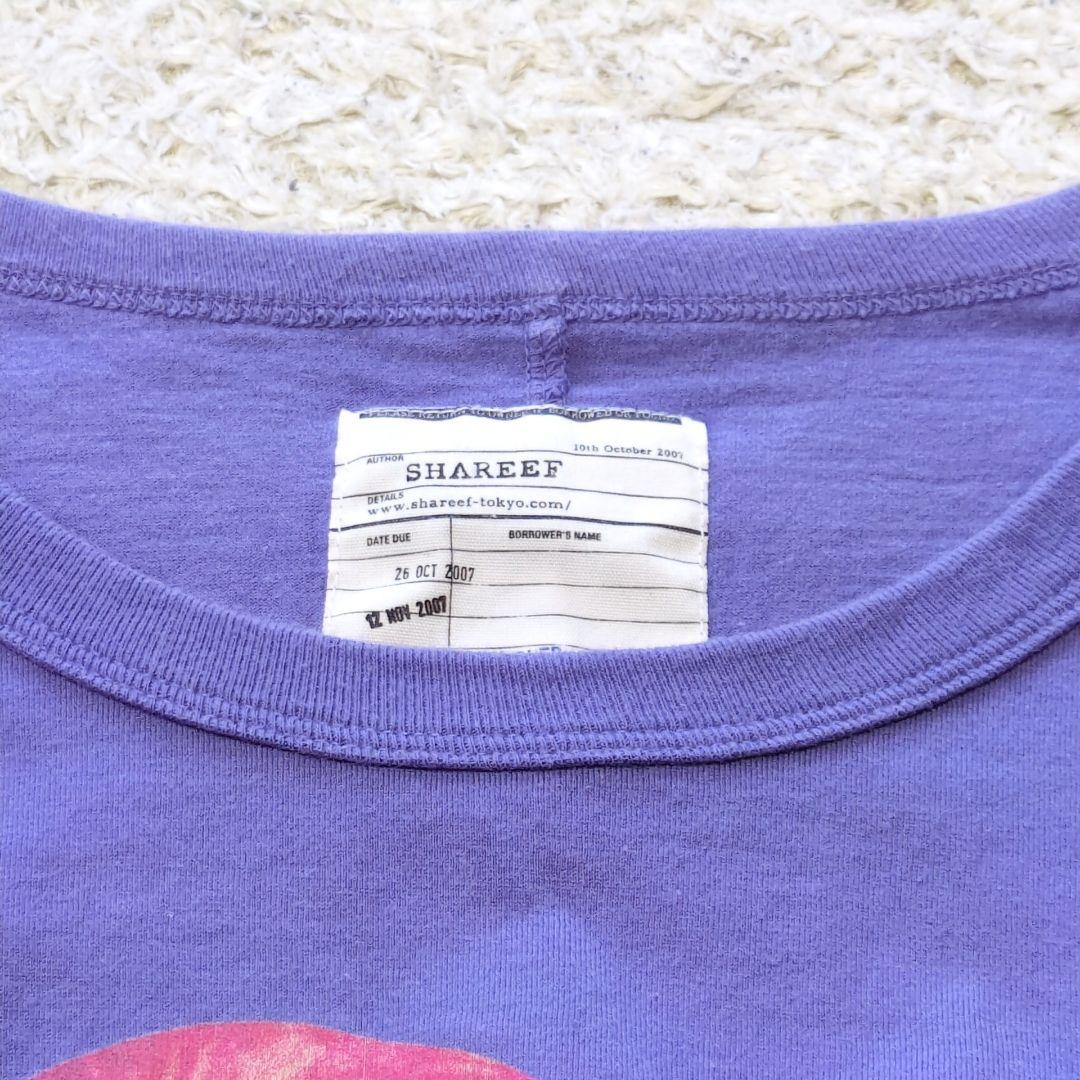 10th October 2007
AUTHOR SHAREEF
DETAILS
www.shareef-tokyo.com/
DATE DUE BORROWER'S NAME
26 OCT 2007
12 NOV 2007